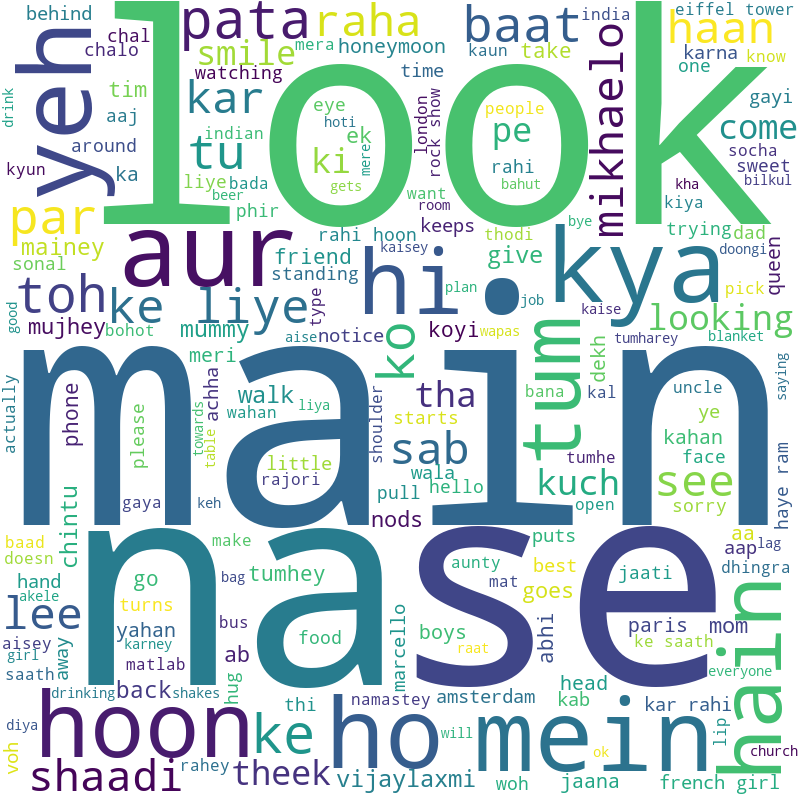 behind
chal
chalo
pata
raha
mera
honeymoon
baat
haan
eiffel tower
india
kaun
take
karna
know
one
yeh
look
smile
watching
time
gayi
drink
tim
aaj
kar
eye
hoti
ek
people
pe
mikhaelo
come
indian
london
rock show
around
kyun
ka
tu
ki
mere
liye
bada
gets
rahi
socha
sweet
bilkul
beer
phir
want
room
bahut
kha
kiya
par
aur
rahi hoon
keeps
thodi
bye
trying
dad
mainey
sonal
kaisey
friend
give
hi.
kya
doongi
queen
standing
toh
ke liye
type
plan
job
pick
good
mujhey
bohot
mummy
aise
notice
koyi
wapas
kaise
looking
ko
tum
tumharey
blanket
main
meri
dekh
saying
actually
phone
achha
walk
tha
bana
kal
uncle
wahan
liya
starts
ye
please
towards
table
shoulder
sab
kahan
little
rajori
wala
tumhe
face
haye ram
kuch
see
pull
hello
open
sorry
chintu
gaya
keh
nods
nase
baad
doesn
make
puts
aa
aap
lag
aunty
best
mat
dhingra
hand
go
bag
tumhey
goes
jaati
hain
akele
turns
lee
food
abhi
boys
paris
mom
yahan
bus
marcello
raat
ke saath
aisey
karney
girl
away
matlab
ab
everyone
saath
back
hug
head
drinking
shakes
namastey
amsterdam
kab
kar rahi
lip
diya
hoon
thi
ke
ho
will
mein
church
voh
ok
shaadi
rahey
theek
vijaylaxmi
woh
jaana
french girl